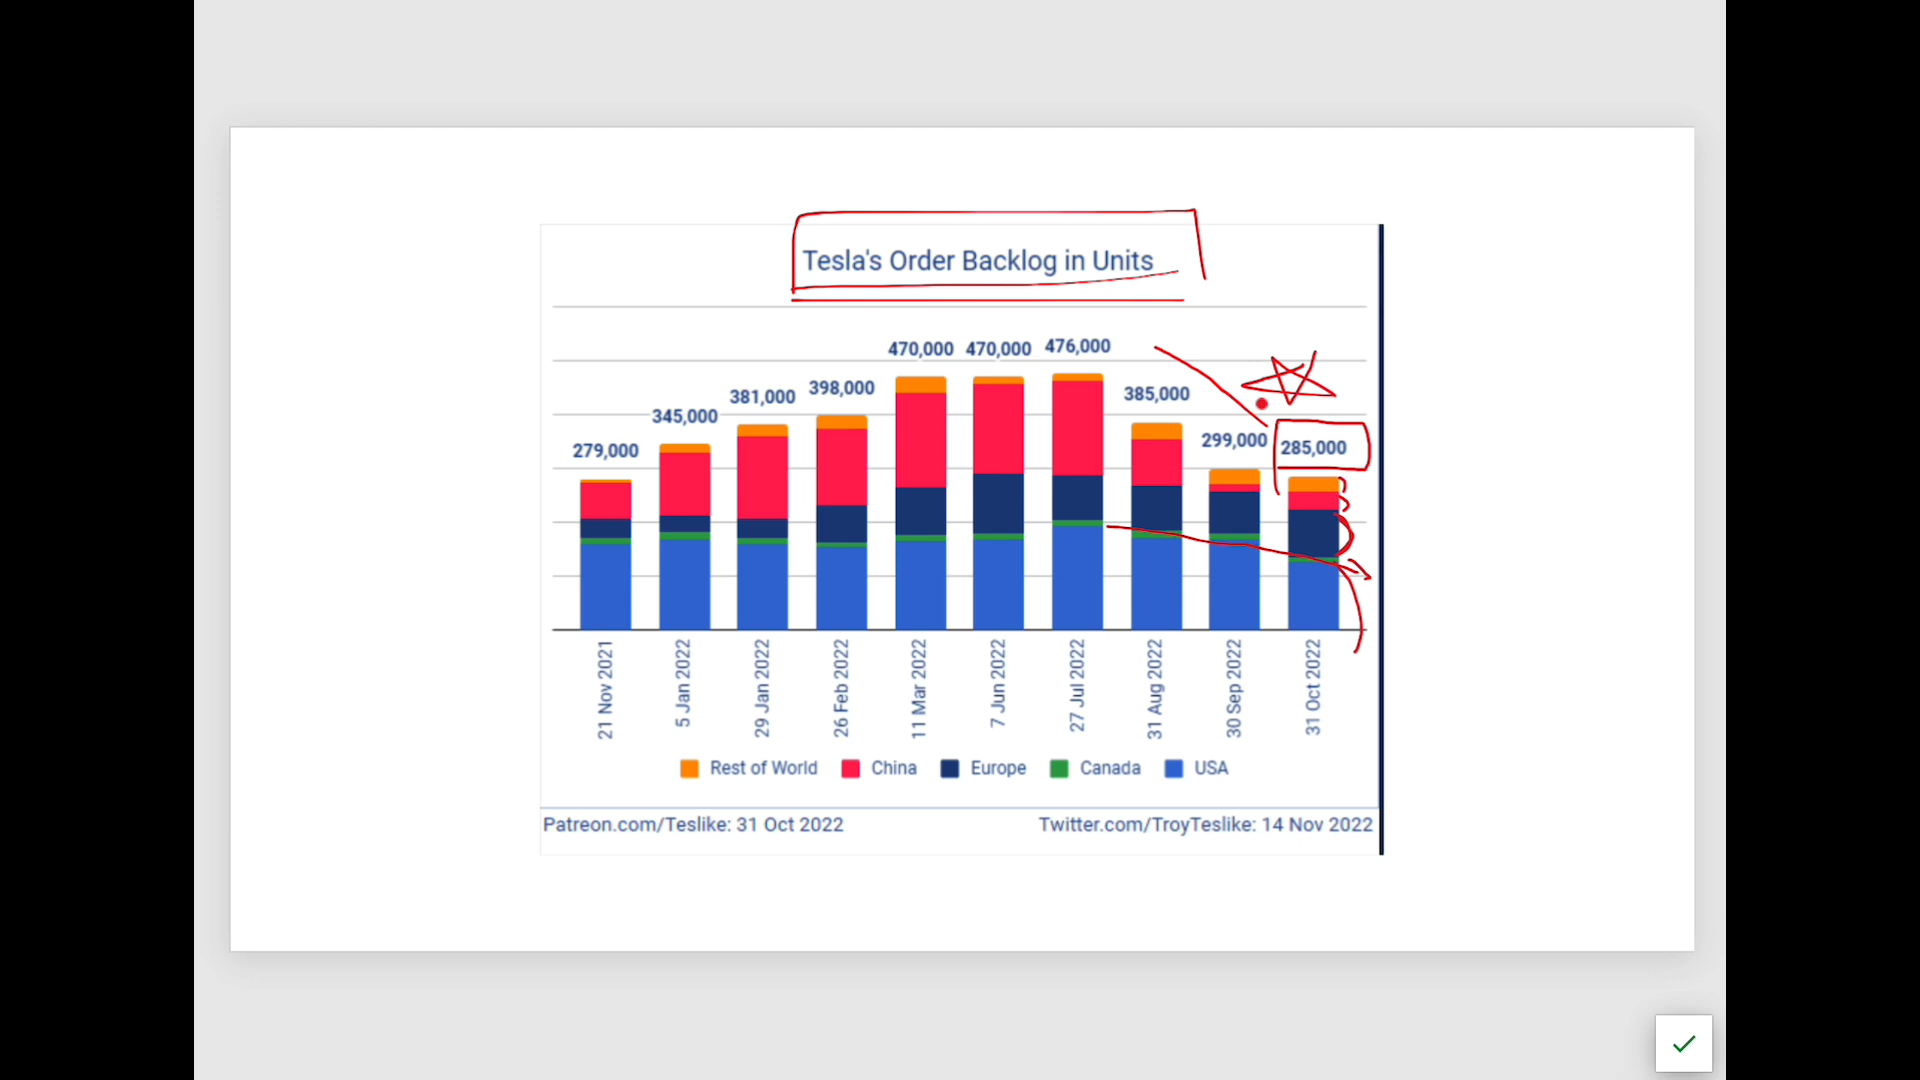 Tesla's Order Backlog in Units
279,000
345,000
381,000
398,000
470,000
470,000
476,000
385,000
299,000
285,000
21 Nov 2021
5 Jan 2022
29 Jan 2022
26 Feb 2022
11 Mar 2022
7 Jun 2022
27 Jul 2022
31 Aug 2022
30 Sep 2022
31 Oct 2022
Rest of World China Europe Canada USA
Patreon.com/Teslike: 31 Oct 2022 Twitter.com/TroyTeslike: 14 Nov 2022